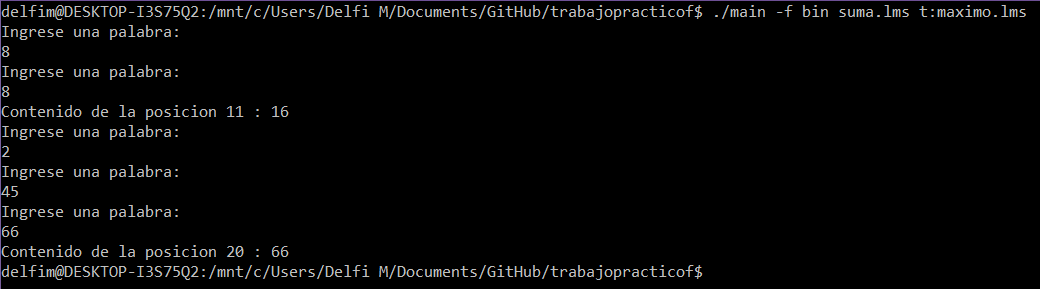 delfim@DESKTOP-I3S75Q2:/mnt/c/Users/Delfi M/Documents/GitHub/trabajopracticof$ ./main -f bin suma.lms t:maximo.lms
Ingrese una palabra:
8
Ingrese una palabra:
8
Contenido de la posicion 11 : 16
Ingrese una palabra:
2
Ingrese una palabra:
45
Ingrese una palabra:
66
Contenido de la posicion 20 : 66
delfim@DESKTOP-I3S75Q2:/mnt/c/Users/Delfi M/Documents/GitHub/trabajopracticof$